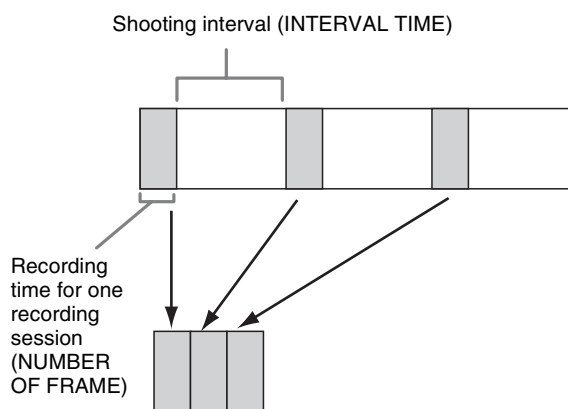 Shooting interval (INTERVAL TIME)
Recording
time for one
recording
session
(NUMBER
OF FRAME)